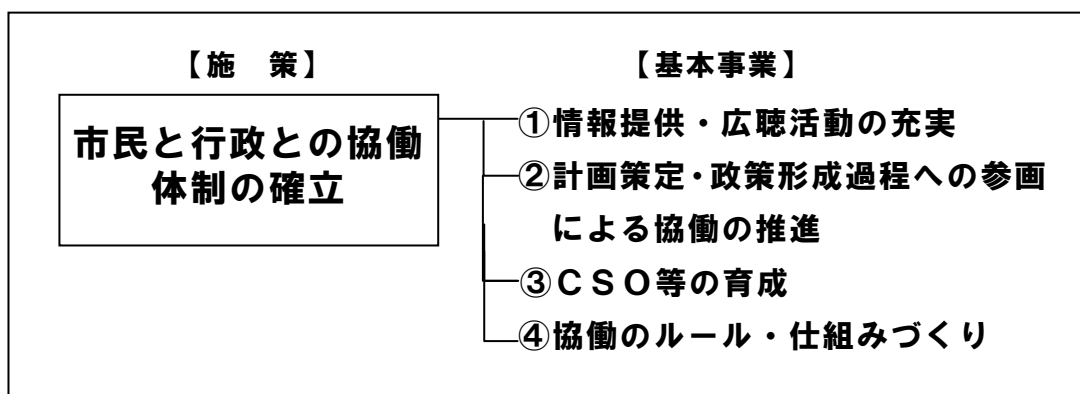 【施　策】
【基本事業】
市民と行政との協働
体制の確立
①情報提供・広聴活動の充実
②計画策定・政策形成過程への参画
による協働の推進
③ＣＳＯ等の育成
④協働のルール・仕組みづくり